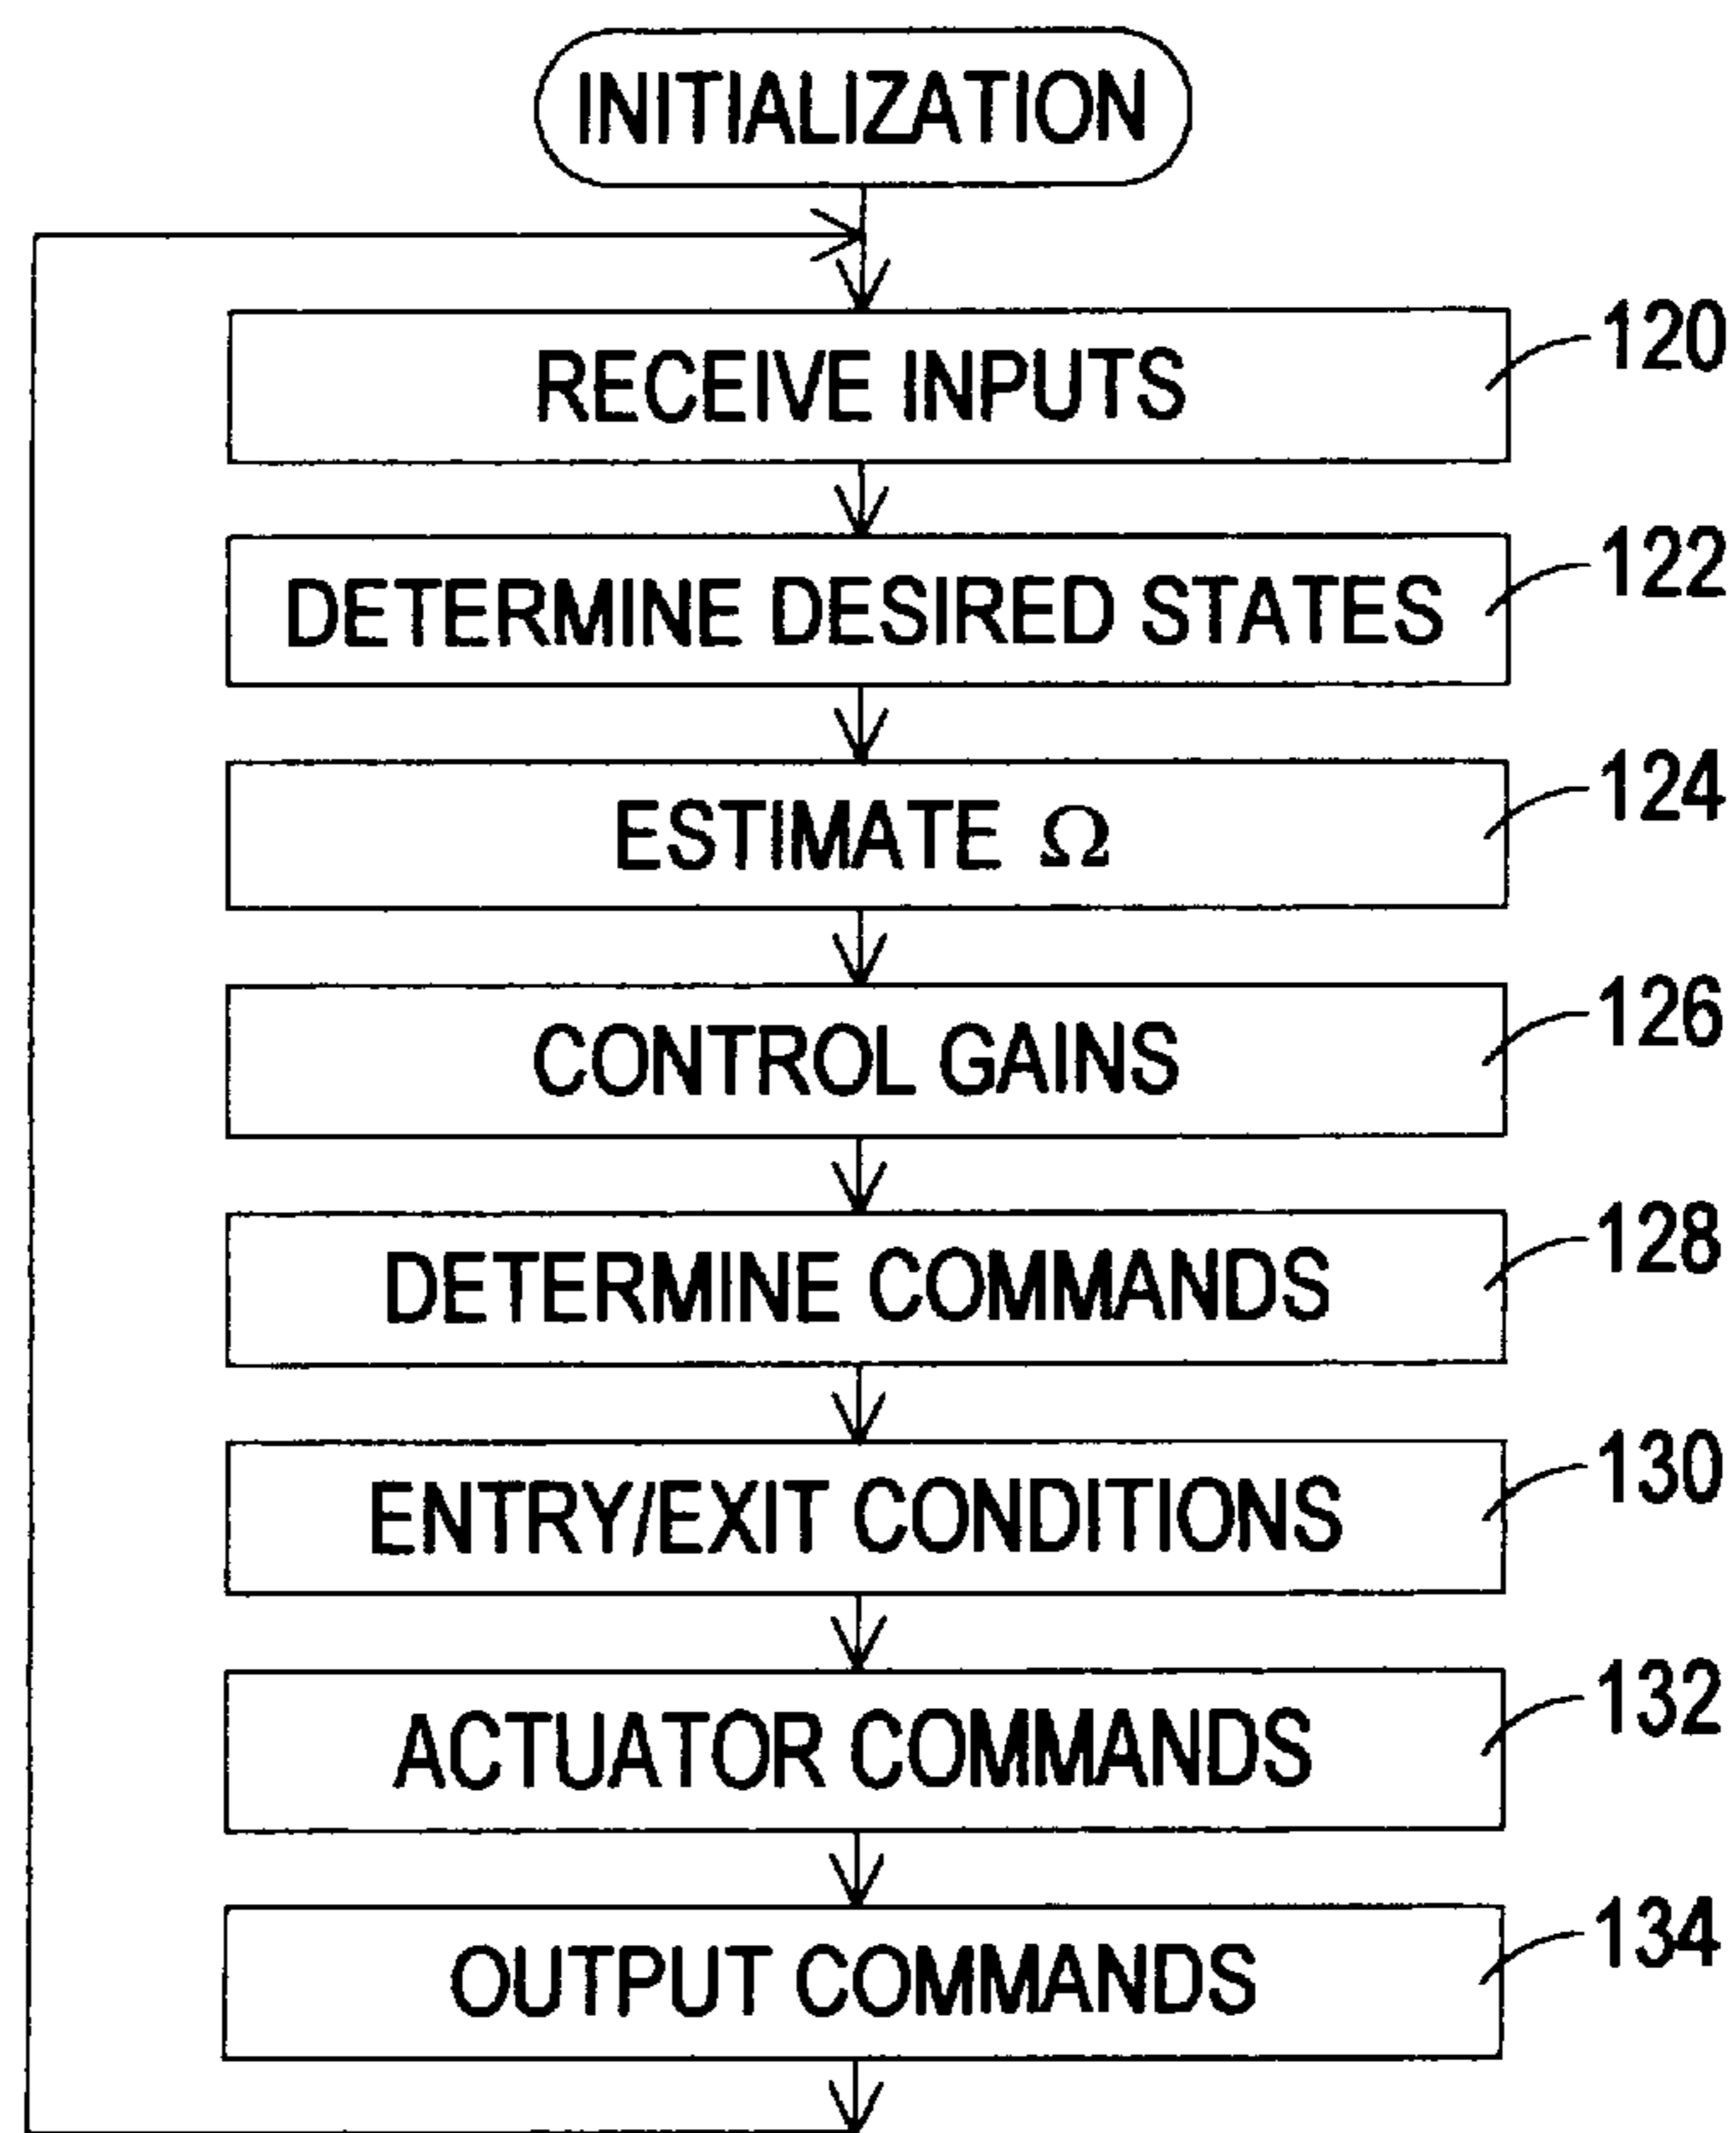 INITIALIZATION
RECEIVE INPUTS 120
DETERMINE DESIRED STATES 122
ESTIMATE Ω 124
CONTROL GAINS 126
DETERMINE COMMANDS 128
ENTRY/EXIT CONDITIONS 130
ACTUATOR COMMANDS 132
OUTPUT COMMANDS 134